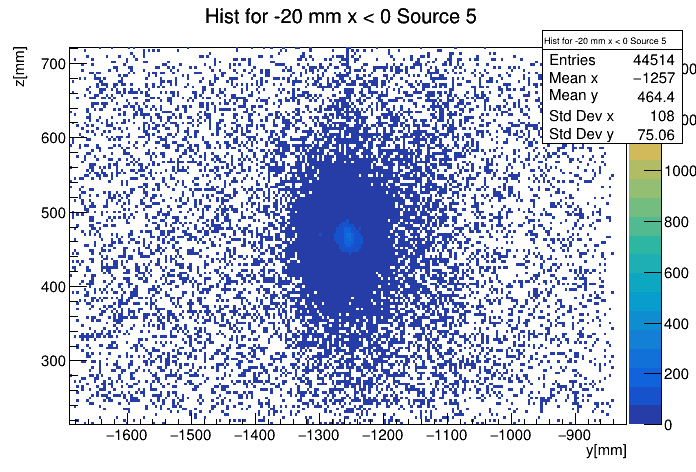 Hist for -20 mm x < 0 Source 5
Hist for -20 mm x < 0 Source 5
Entries 44514
Mean x −1257
Mean y 464.4
Std Dev x 108
Std Dev y 75.06
z[mm]
700
600
500
400
300
−1600 −1500 −1400 −1300 −1200 −1100 −1000 −900
y[mm]
1000
800
600
400
200
0